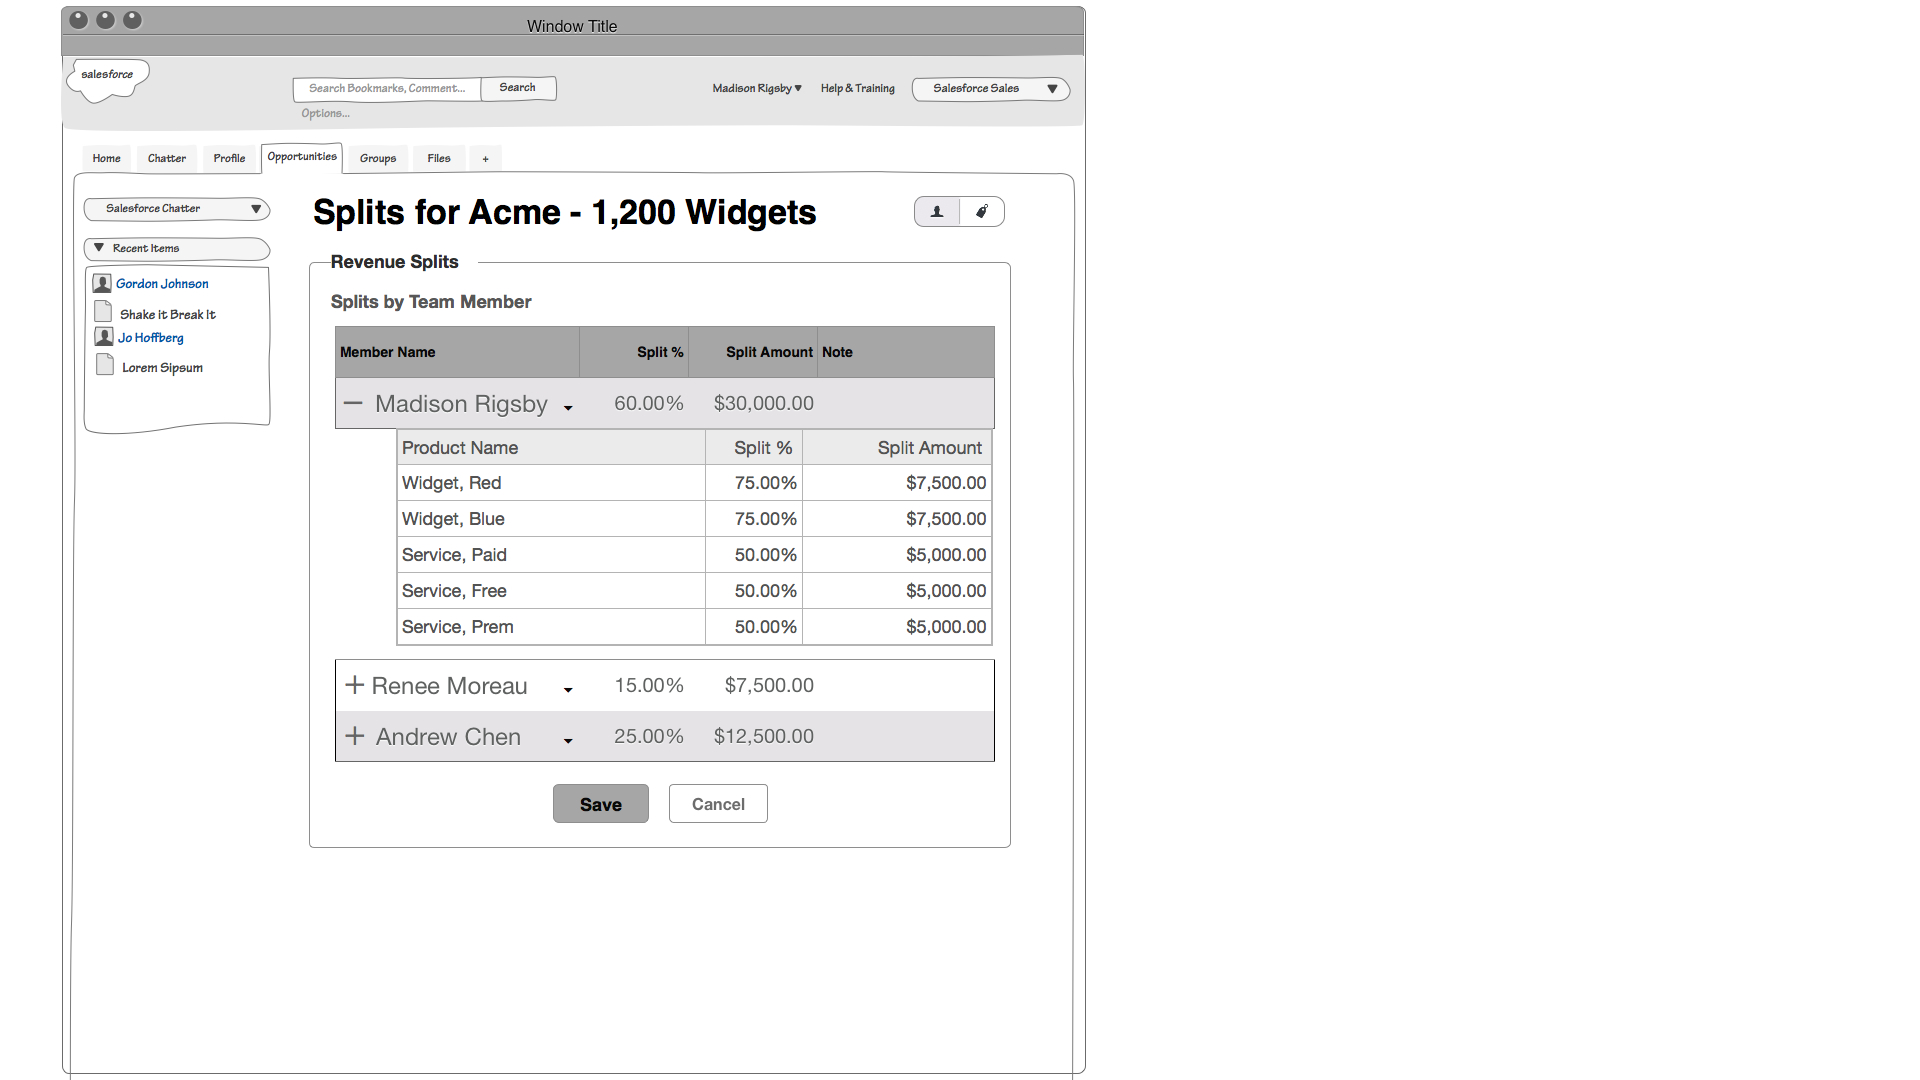 Window Title
salesforce
Search Bookmarks, Comment... Search
Options...
Madison Rigsby Help & Training Salesforce Sales
Home Chatter Profile Opportunities Groups Files +
Salesforce Chatter
Recent Items
Gordon Johnson
Shake it Break It
Jo Hoffberg
Lorem Sipsum
Splits for Acme - 1,200 Widgets
Revenue Splits
Splits by Team Member
Member Name Split % Split Amount Note
Madison Rigsby 60.00% $30,000.00
Product Name Split % Split Amount
Widget, Red 75.00% $7,500.00
Widget, Blue 75.00% $7,500.00
Service, Paid 50.00% $5,000.00
Service, Free 50.00% $5,000.00
Service, Prem 50.00% $5,000.00
Renee Moreau 15.00% $7,500.00
Andrew Chen 25.00% $12,500.00
Save Cancel